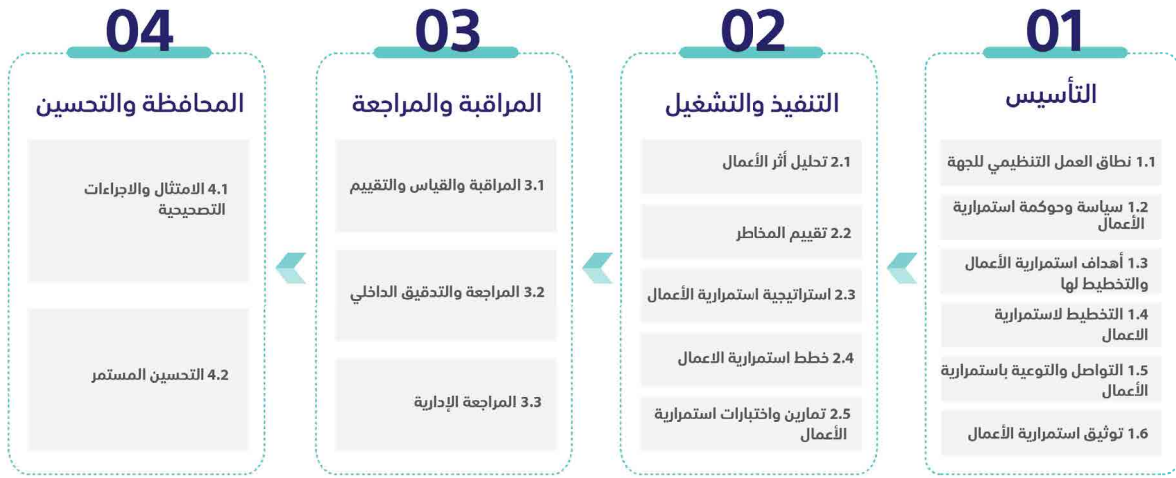 01
التأسيس
1.1 نطاق العمل التنظيمي للجهة
1.2 سياسة وحوكمة استمرارية
الأعمال
1.3 أهداف استمرارية الأعمال
والتخطيط لها
1.4 التخطيط لاستمرارية
الاعمال
1.5 التواصل والتوعية باستمرارية
الأعمال
1.6 توثيق استمرارية الأعمال
02
التنفيذ والتشغيل
2.1 تحليل أثر الأعمال
2.2 تقييم المخاطر
2.3 استراتيجية استمرارية الأعمال
2.4 خطط استمرارية الاعمال
2.5 تمارين واختبارات استمرارية
الأعمال
03
المراقبة والمراجعة
3.1 المراقبة والقياس والتقييم
3.2 المراجعة والتدقيق الداخلي
3.3 المراجعة الإدارية
04
المحافظة والتحسين
4.1 الامتثال والاجراءات
التصحيحية
4.2 التحسين المستمر